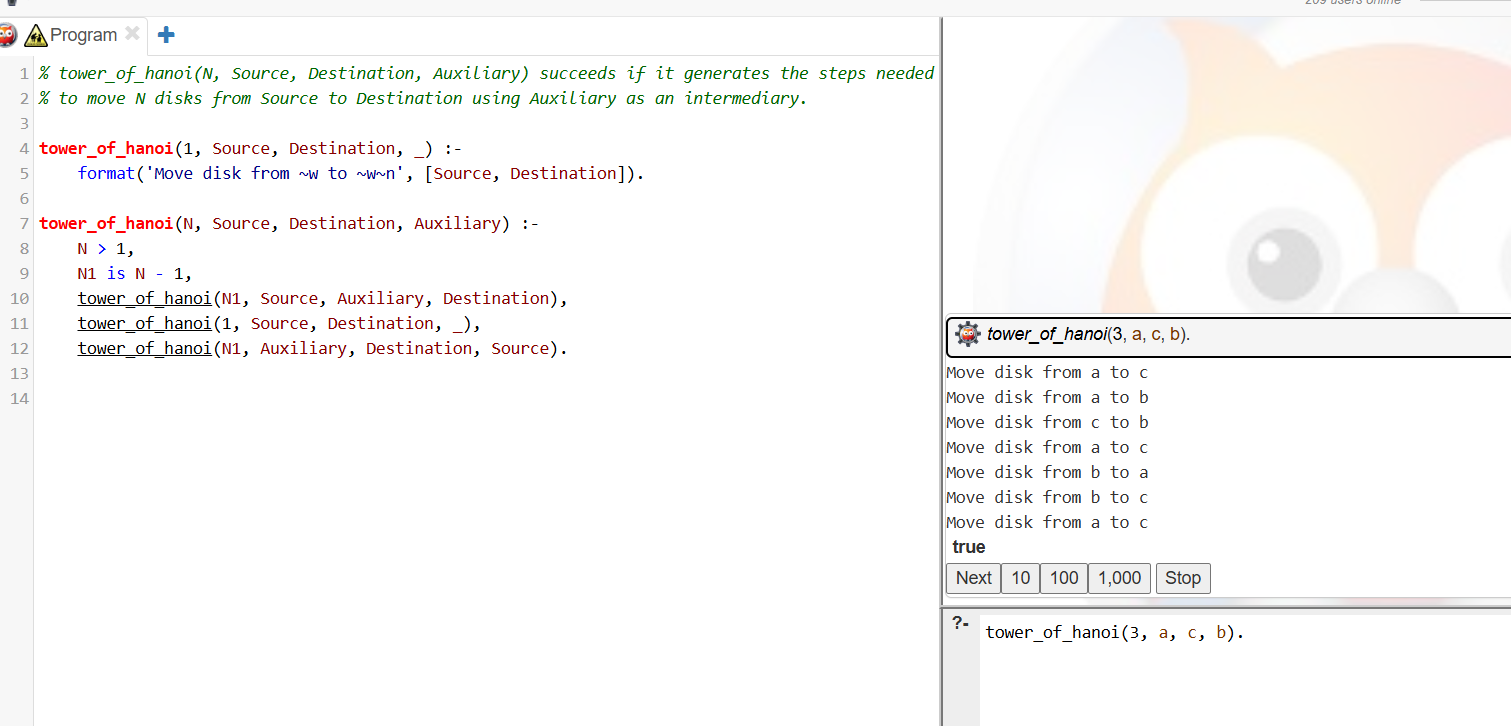 209 users online
Program
1 % tower_of_hanoi(N, Source, Destination, Auxiliary) succeeds if it generates the steps needed
2 % to move N disks from Source to Destination using Auxiliary as an intermediary.
3
4 tower_of_hanoi(1, Source, Destination, _) :-
5     format('Move disk from ~w to ~w~n', [Source, Destination]).
6
7 tower_of_hanoi(N, Source, Destination, Auxiliary) :-
8     N > 1,
9     N1 is N - 1,
10     tower_of_hanoi(N1, Source, Auxiliary, Destination),
11     tower_of_hanoi(1, Source, Destination, _),
12     tower_of_hanoi(N1, Auxiliary, Destination, Source).
13
14
tower_of_hanoi(3, a, c, b).
Move disk from a to c
Move disk from a to b
Move disk from c to b
Move disk from a to c
Move disk from b to a
Move disk from b to c
Move disk from a to c
true
Next 10 100 1,000 Stop
?- tower_of_hanoi(3, a, c, b).